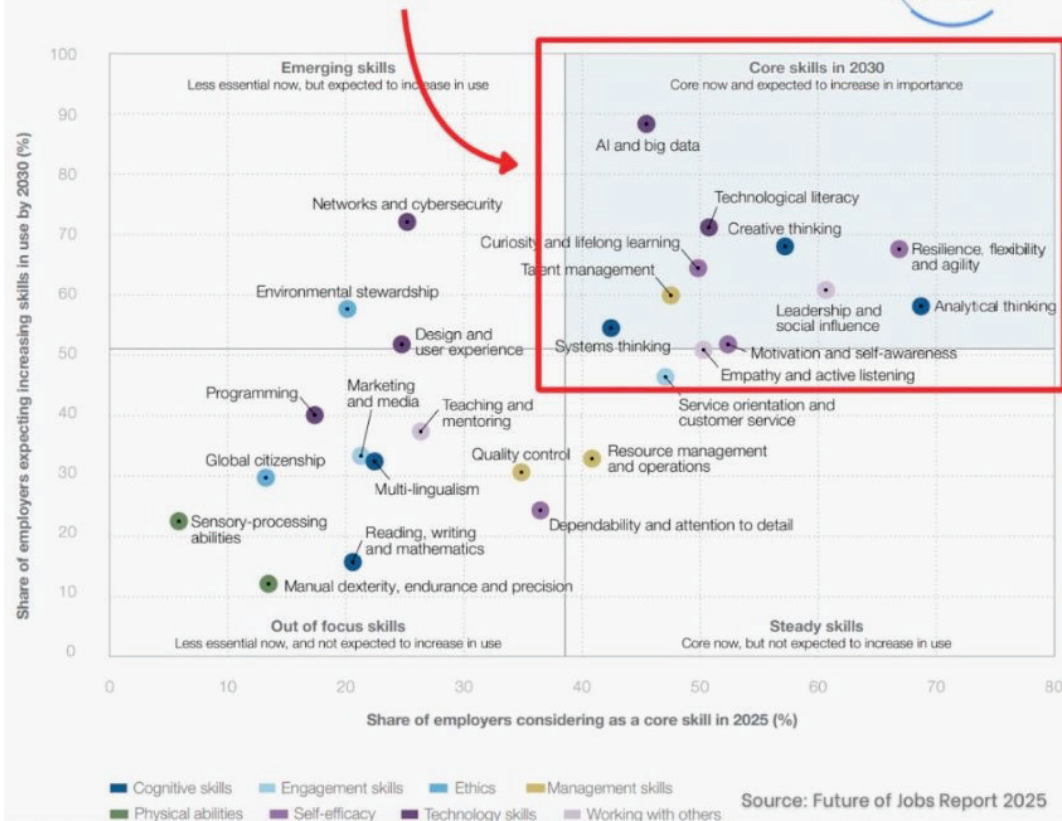 100
90
80
70
60
50
40
30
20
10
0
Share of employers expecting increasing skills in use by 2030 (%)
Emerging skills
Less essential now, but expected to increase in use
Core skills in 2030
Core now and expected to increase in importance
AI and big data
Networks and cybersecurity
Technological literacy
Creative thinking
Curiosity and lifelong learning
Resilience, flexibility
and agility
Talent management
Environmental stewardship
Leadership and
social influence
Analytical thinking
Design and
user experience
Systems thinking
Motivation and self-awareness
Empathy and active listening
Programming
Marketing
and media
Teaching and
mentoring
Service orientation and
customer service
Global citizenship
Multi-lingualism
Quality control
Resource management
and operations
Sensory-processing
abilities
Reading, writing
and mathematics
Dependability and attention to detail
Manual dexterity, endurance and precision
Out of focus skills
Less essential now, and not expected to increase in use
Steady skills
Core now, but not expected to increase in use
0 10 20 30 40 50 60 70 80
Share of employers considering as a core skill in 2025 (%)
Cognitive skills Engagement skills Ethics Management skills
Physical abilities Self-efficacy Technology skills Working with others
Source: Future of Jobs Report 2025